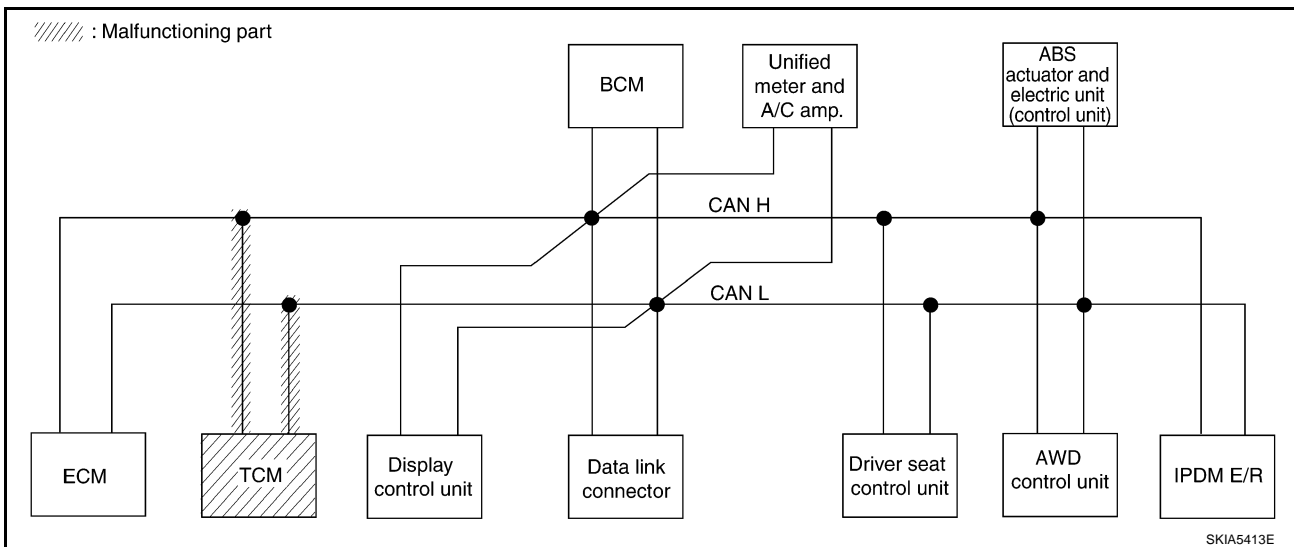 : Malfunctioning part
BCM
Unified
meter and
A/C amp.
ABS
actuator and
electric unit
(control unit)
CAN H
CAN L
ECM
TCM
Display
control unit
Data link
connector
Driver seat
control unit
AWD
control unit
IPDM E/R
SKIA5413E